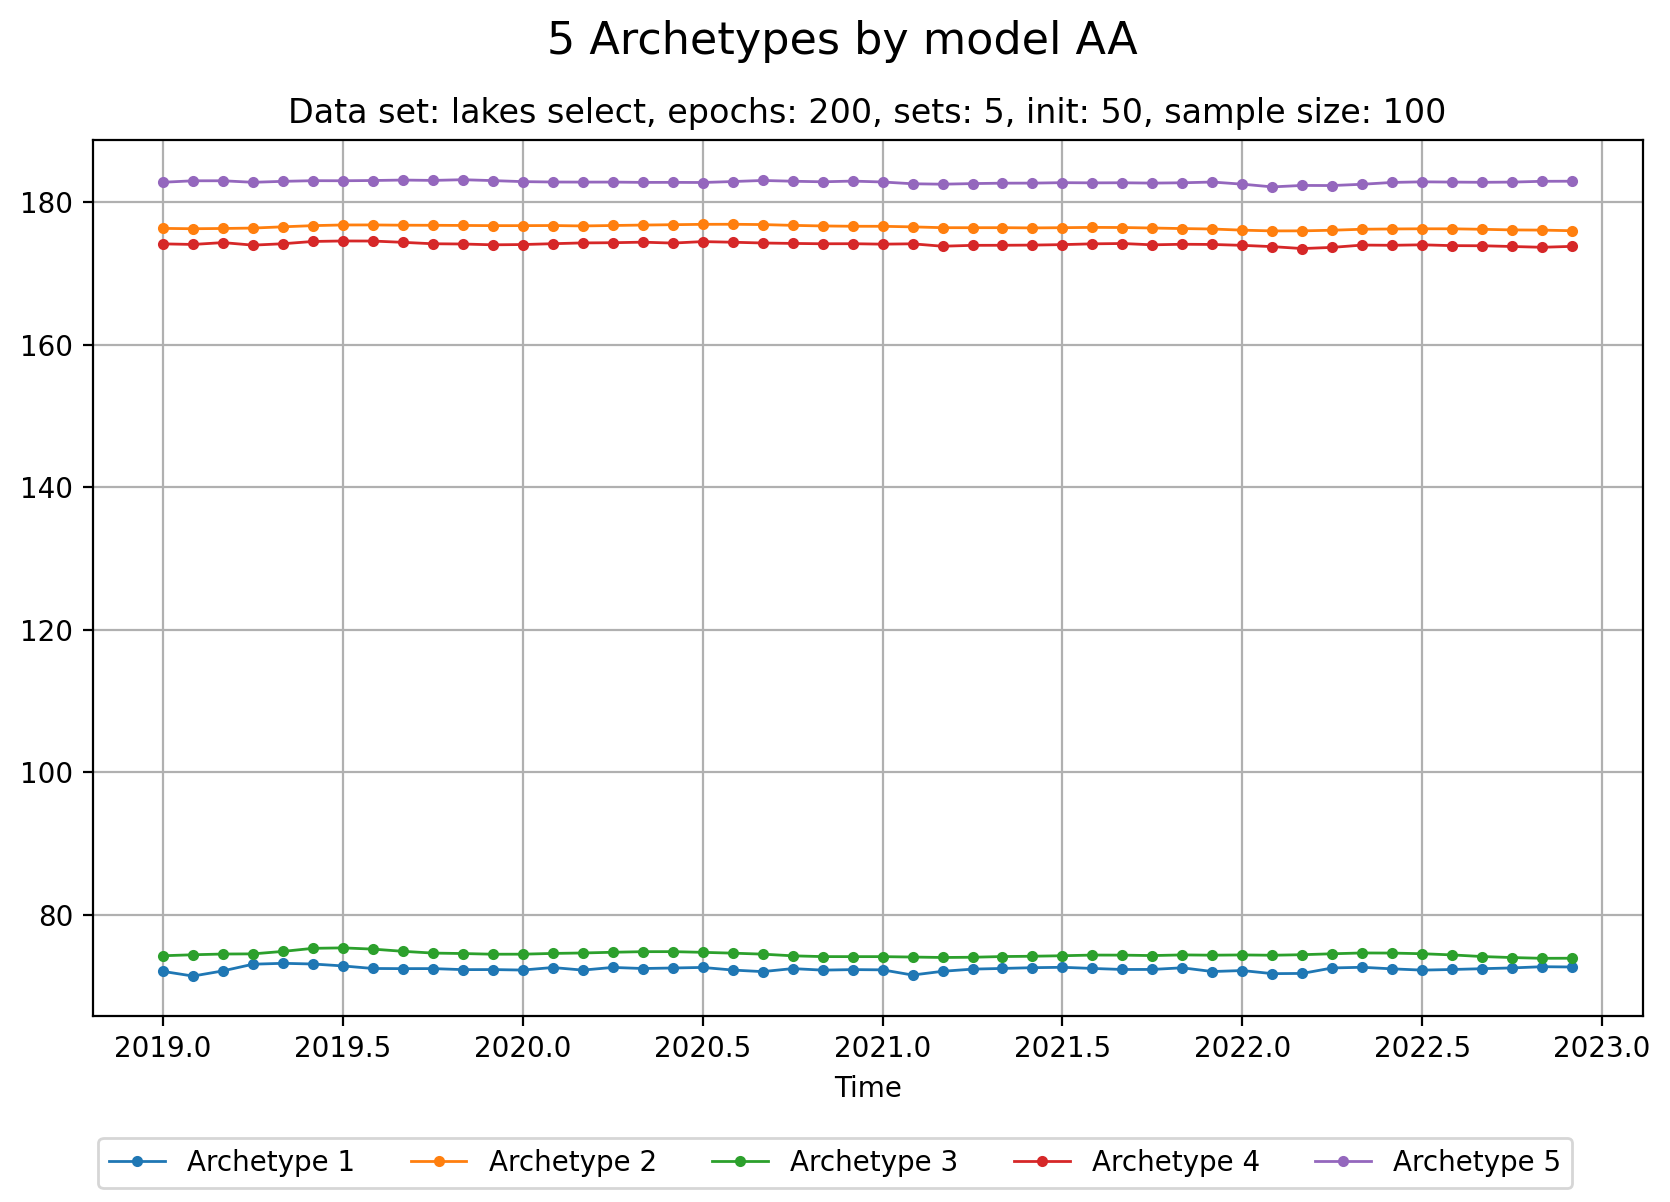 5 Archetypes by model AA
Data set: lakes select, epochs: 200, sets: 5, init: 50, sample size: 100
180
160
140
120
100
80
2019.0 2019.5 2020.0 2020.5 2021.0 2021.5 2022.0 2022.5 2023.0
Time
Archetype 1 Archetype 2 Archetype 3 Archetype 4 Archetype 5